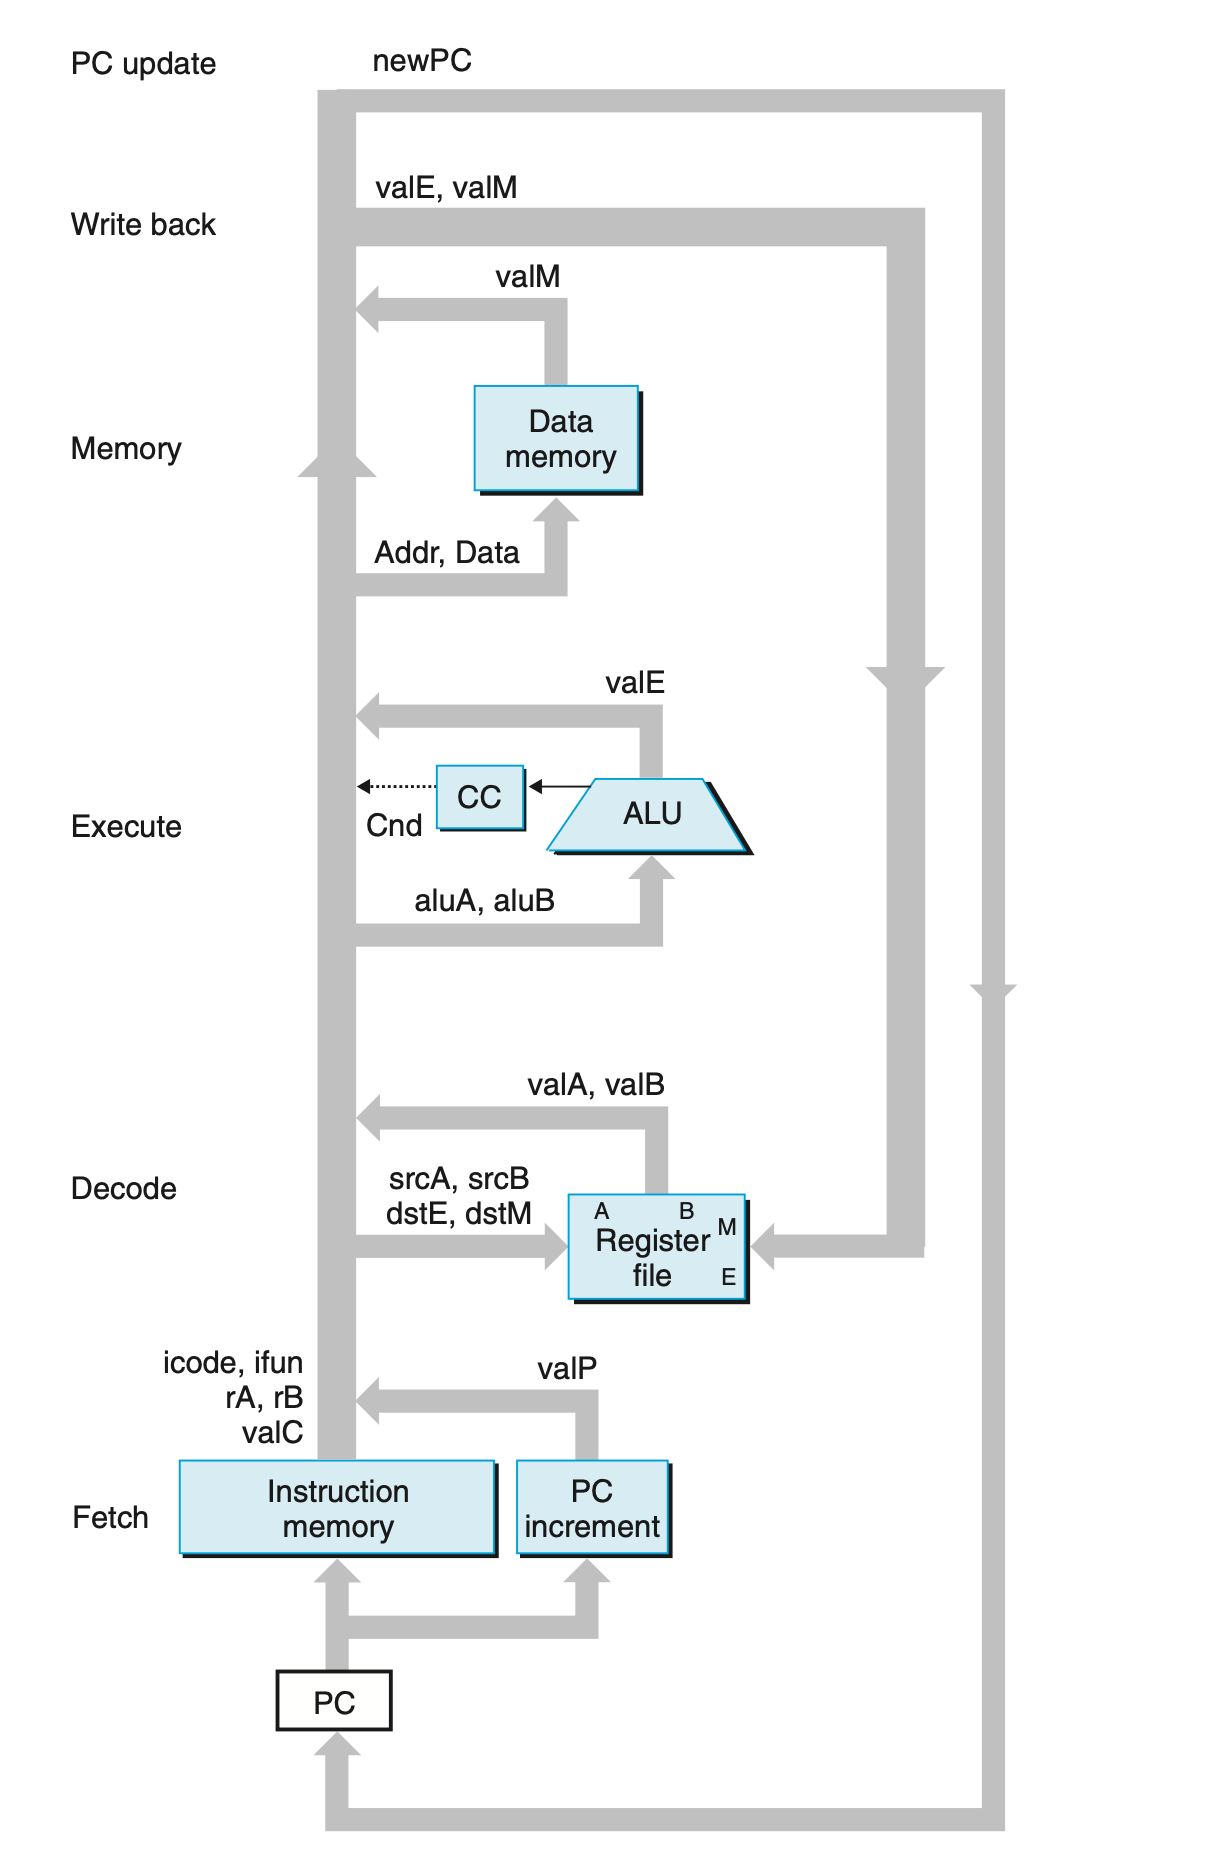 PC update
newPC
valE, valM
Write back
valM
Data
memory
Memory
Addr, Data
valE
CC
ALU
Cnd
Execute
aluA, aluB
valA, valB
Decode
srcA, srcB
dstE, dstM
A B
M
Register
file
E
icode, ifun
rA, rB
valC
valP
Fetch
Instruction
memory
PC
increment
PC